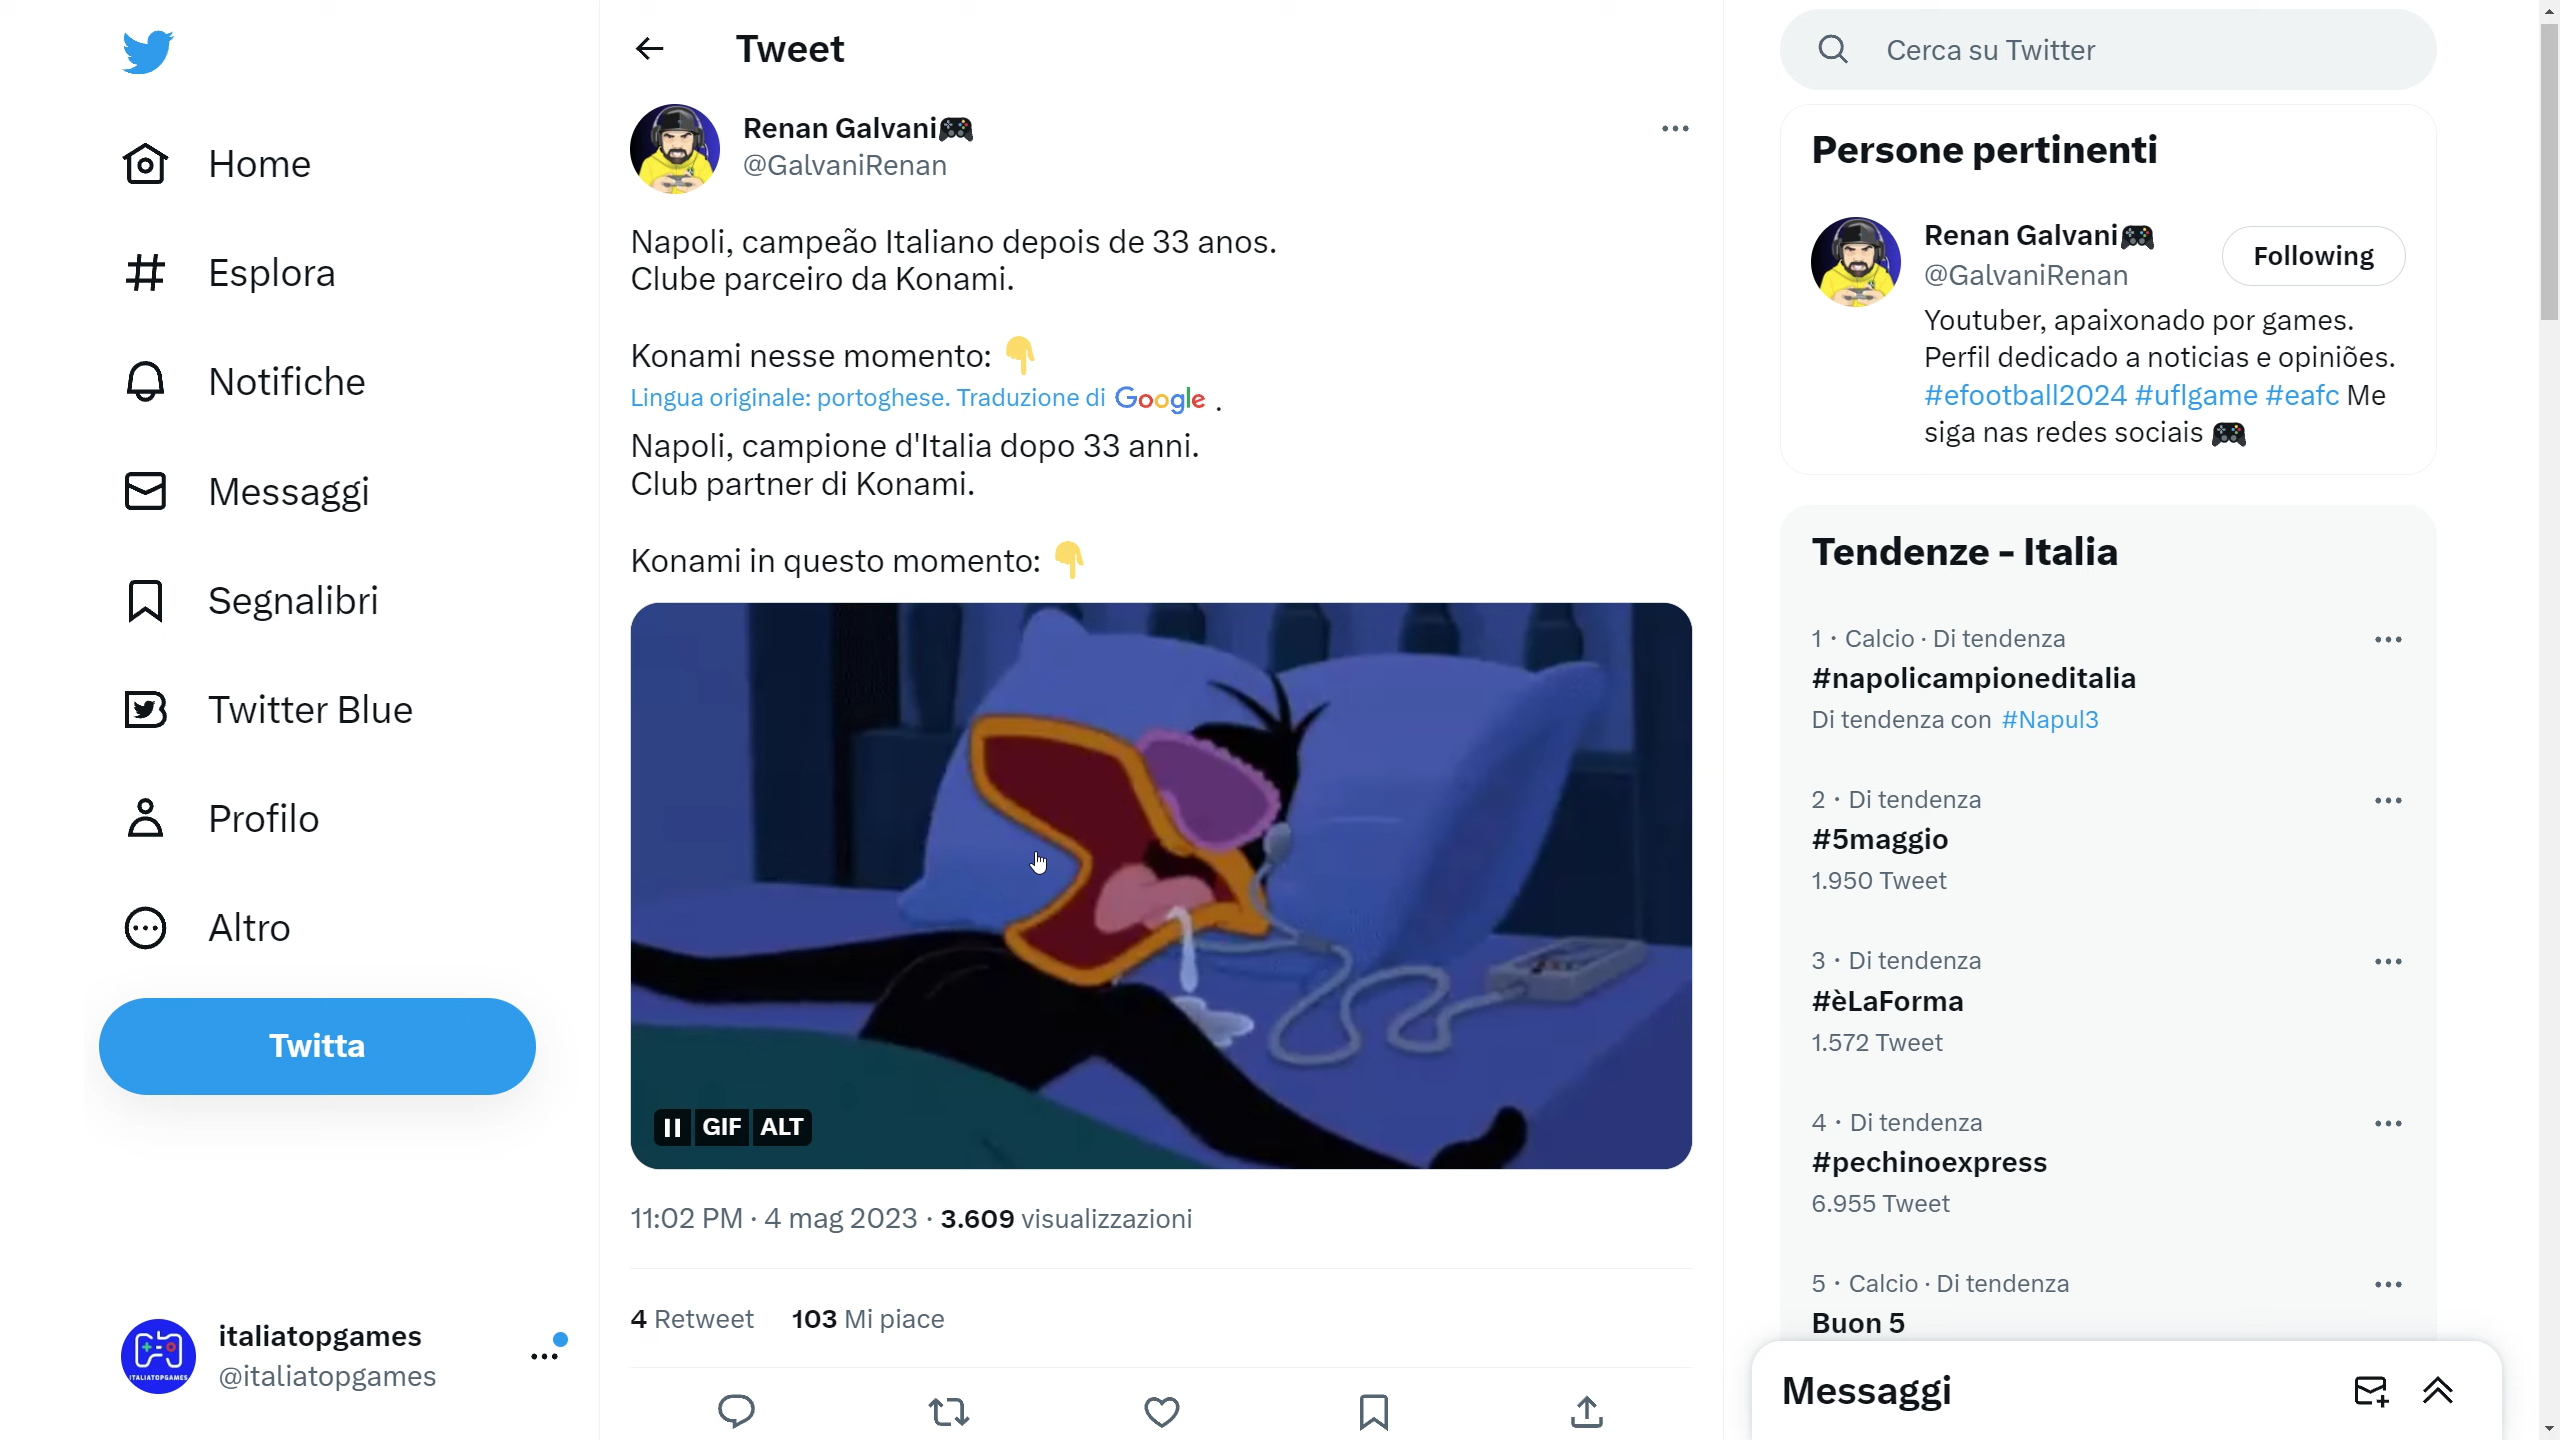 Home
Esplora
Notifiche
Messaggi
Segnalibri
Twitter Blue
Profilo
Altro
Twitta
italiatopgames
@italiatopgames
ITALIATOPGAMES
Tweet
Renan Galvani🎮
@GalvaniRenan
Napoli, campeão Italiano depois de 33 anos.
Clube parceiro da Konami.
Konami nesse momento: 👇
Lingua originale: portoghese. Traduzione di Google .
Napoli, campione d'Italia dopo 33 anni.
Club partner di Konami.
Konami in questo momento: 👇
GIF ALT
11:02 PM · 4 mag 2023 · 3.609 visualizzazioni
4 Retweet 103 Mi piace
Cerca su Twitter
Persone pertinenti
Renan Galvani🎮
@GalvaniRenan
Following
Youtuber, apaixonado por games.
Perfil dedicado a noticias e opiniões.
#efootball2024 #uflgame #eafc Me
siga nas redes sociais 🎮
Tendenze - Italia
1 · Calcio · Di tendenza
#napolicampioneditalia
Di tendenza con #Napul3
2 · Di tendenza
#5maggio
1.950 Tweet
3 · Di tendenza
#èLaForma
1.572 Tweet
4 · Di tendenza
#pechinoexpress
6.955 Tweet
5 · Calcio · Di tendenza
Buon 5
Messaggi